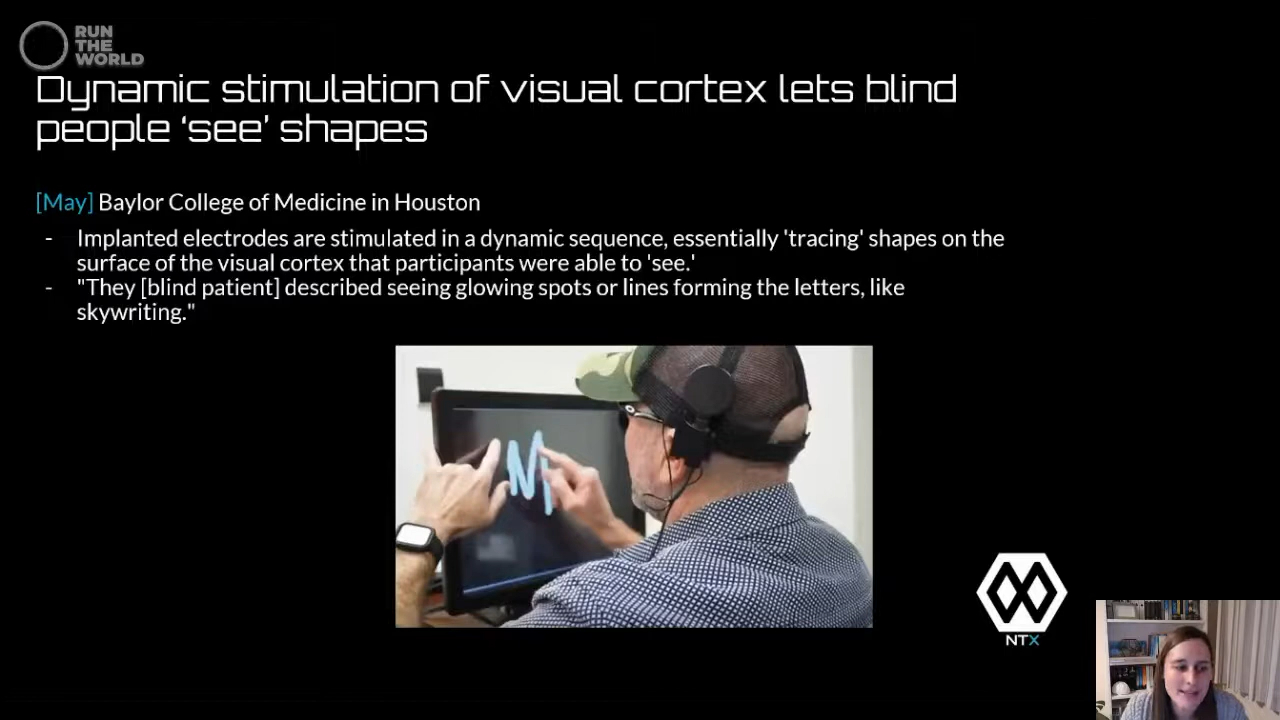 RUN
THE
WORLD
Dynamic stimulation of visual cortex lets blind
people ‘see’ shapes
[May] Baylor College of Medicine in Houston
- Implanted electrodes are stimulated in a dynamic sequence, essentially 'tracing' shapes on the
surface of the visual cortex that participants were able to 'see.'
- "They [blind patient] described seeing glowing spots or lines forming the letters, like
skywriting."
M
NTX